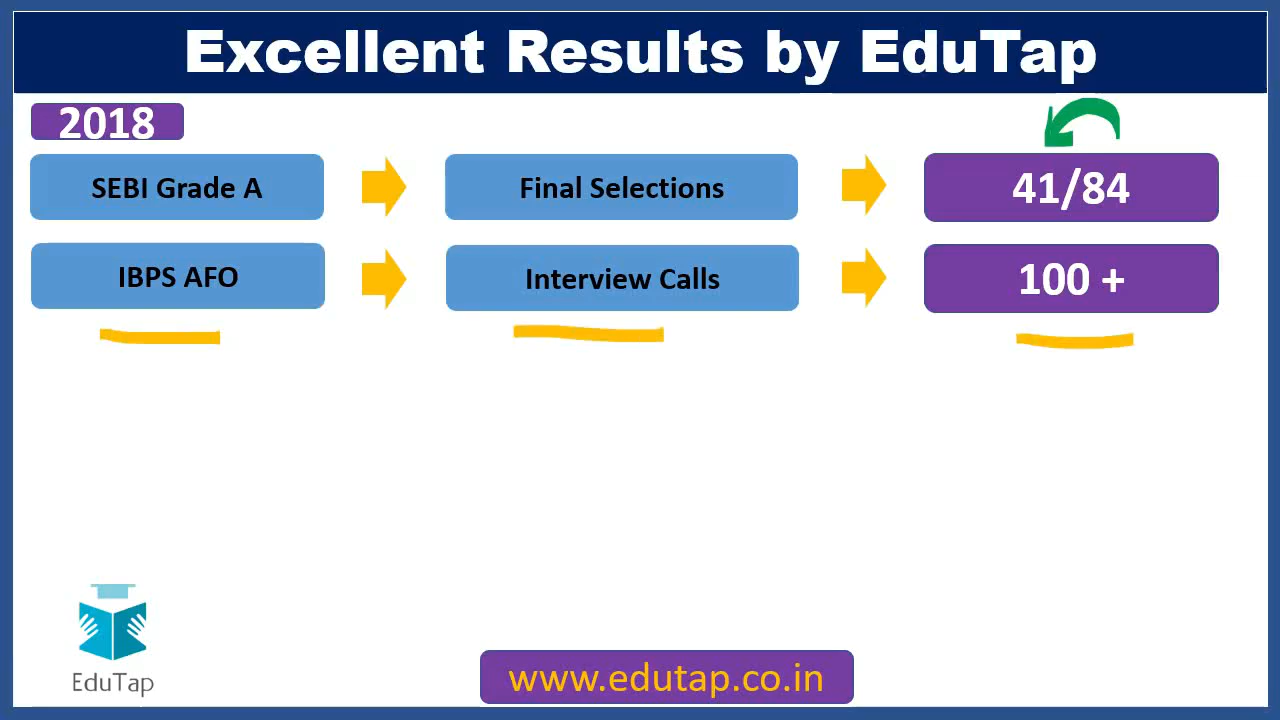 Excellent Results by EduTap
2018
SEBI Grade A
Final Selections
41/84
IBPS AFO
Interview Calls
100 +
EduTap
www.edutap.co.in